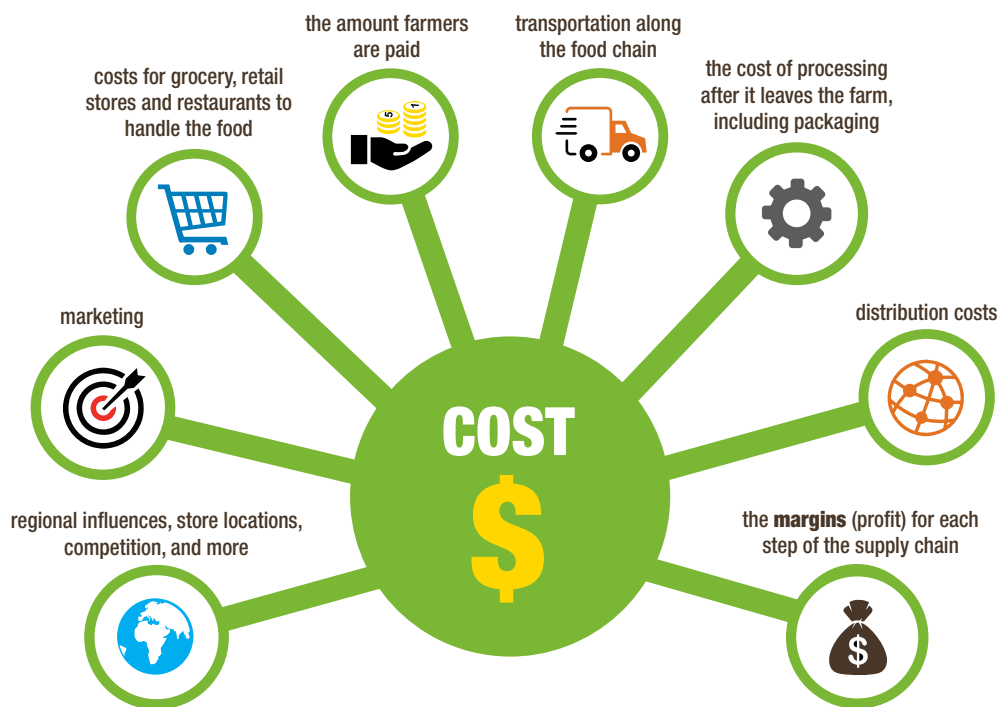 the amount farmers
are paid
transportation along
the food chain
costs for grocery, retail
stores and restaurants to
handle the food
the cost of processing
after it leaves the farm,
including packaging
5
1
marketing
distribution costs
COST
$
regional influences, store locations,
competition, and more
the margins (profit) for each
step of the supply chain
$